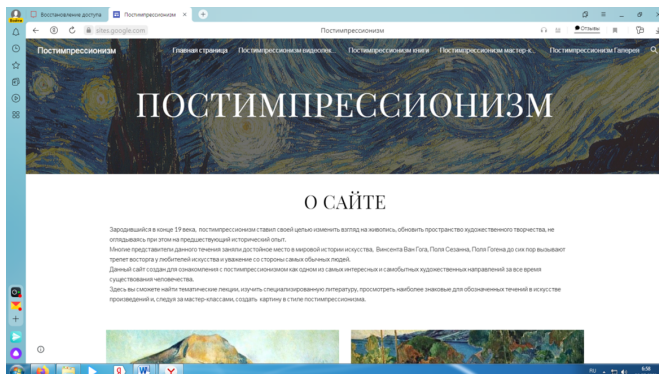 Восстановление доступа
Постимпрессионизм
sites.google.com
Постимпрессионизм
Постимпрессионизм
Главная страница
Постимпрессионизм видеолек...
Постимпрессионизм книги
Постимпрессионизм мастер-к...
Постимпрессионизм Галерея
ПОСТИМПРЕССИОНИЗМ
О САЙТЕ
Зародившийся в конце 19 века, постимпрессионизм ставил своей целью изменить взгляд на живопись, обновить пространство художественного творчества, не
оглядываясь при этом на предшествующий исторический опыт.
Многие представители данного течения заняли достойное место в мировой истории искусства, Винсента Ван Гога, Поля Сезанна, Поля Гогена до сих пор вызывают
трепет восторга у любителей искусства и уважение со стороны самых обычных людей.
Данный сайт создан для ознакомления с постимпрессионизмом как одним из самых интересных и самобытных художественных направлений за все время
существования человечества.
Здесь вы сможете найти тематические лекции, изучить специализированную литературу, просмотреть наиболее знаковые для обозначенных течений в искусстве
произведений и, следуя за мастер-классами, создать картину в стиле постимпрессионизма.
RU
6:58